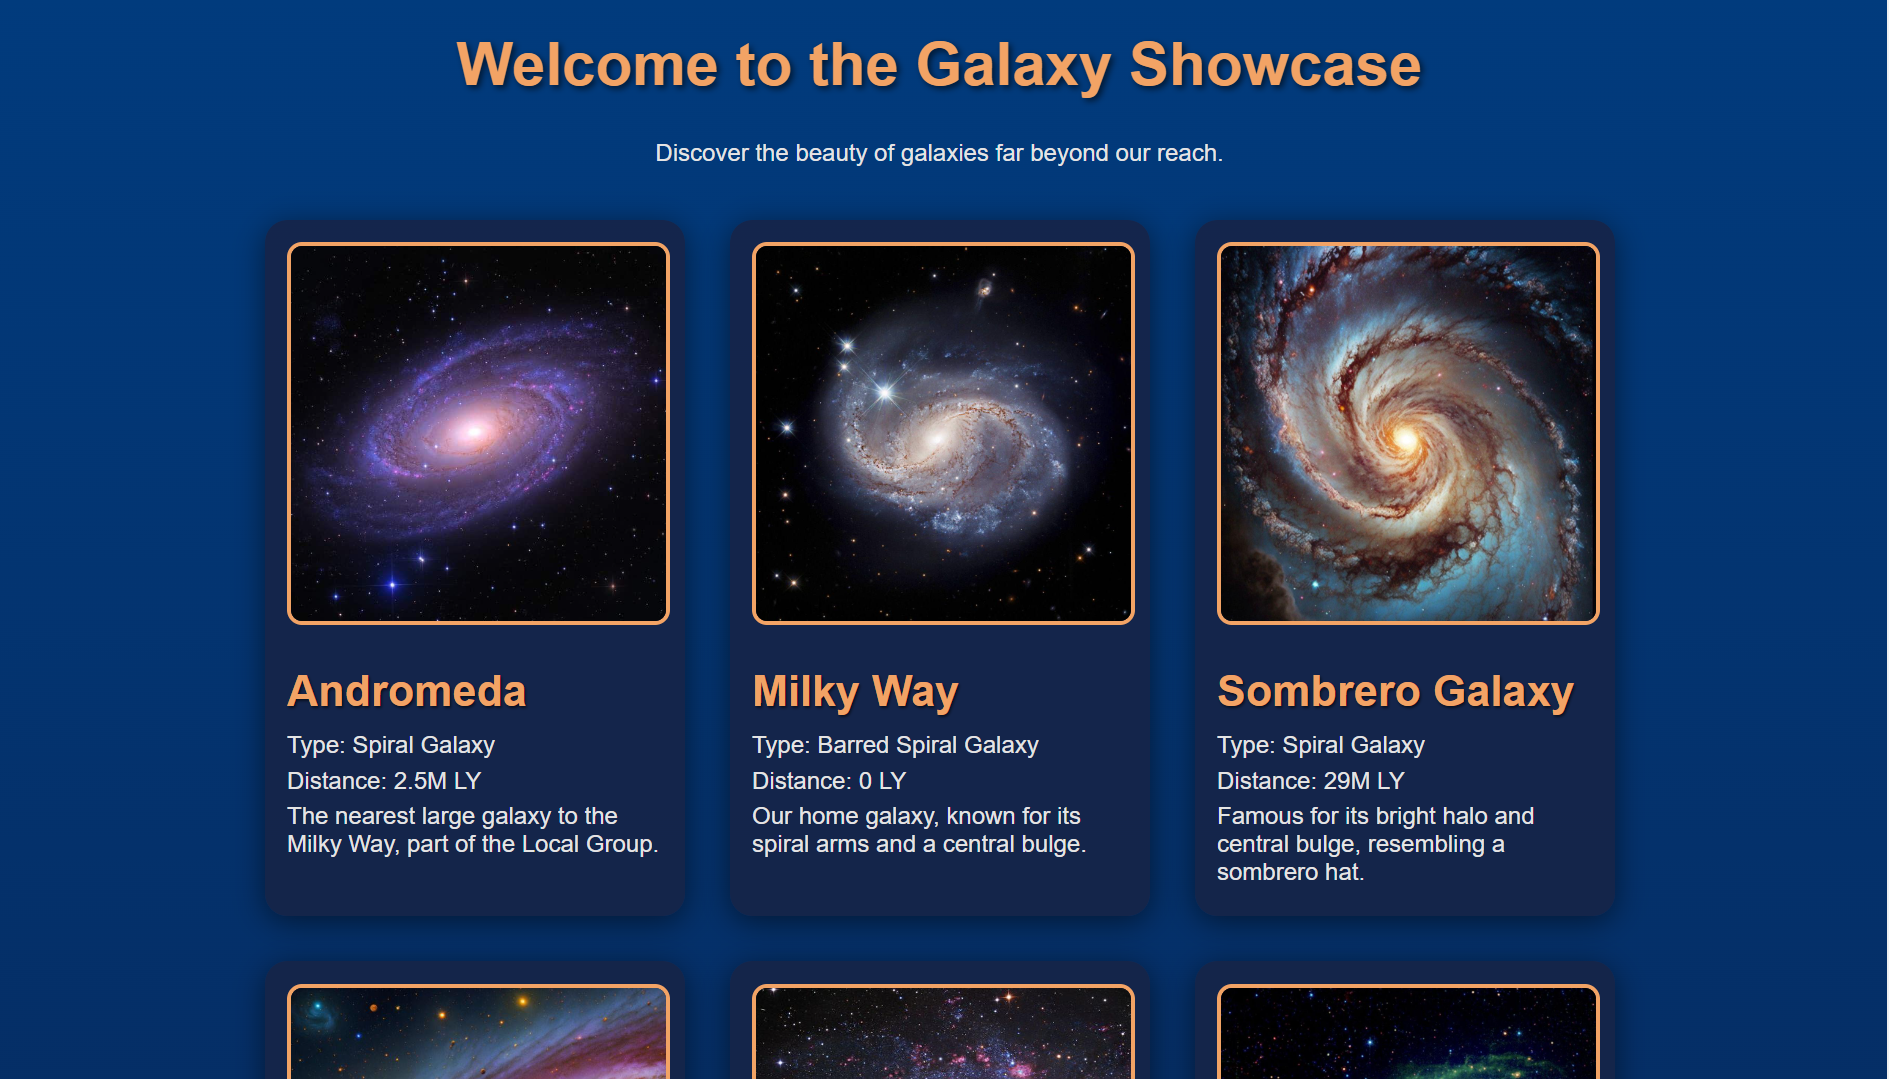 Welcome to the Galaxy Showcase
Discover the beauty of galaxies far beyond our reach.
Andromeda
Type: Spiral Galaxy
Distance: 2.5M LY
The nearest large galaxy to the
Milky Way, part of the Local Group.
Milky Way
Type: Barred Spiral Galaxy
Distance: 0 LY
Our home galaxy, known for its
spiral arms and a central bulge.
Sombrero Galaxy
Type: Spiral Galaxy
Distance: 29M LY
Famous for its bright halo and
central bulge, resembling a
sombrero hat.